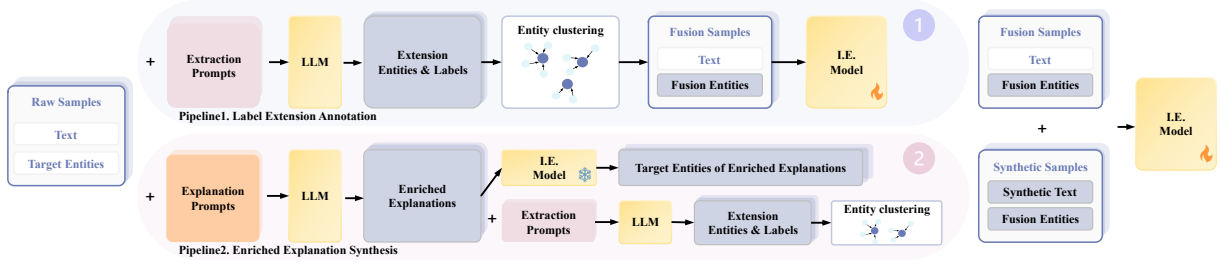 Raw Samples
Text
Target Entities
+
Extraction
Prompts
LLM
Extension
Entities & Labels
Entity clustering
Fusion Samples
Text
Fusion Entities
I.E.
Model
1
Pipeline1. Label Extension Annotation
+
Explanation
Prompts
LLM
Enriched
Explanations
I.E.
Model
Target Entities of Enriched Explanations
2
+
Extraction
Prompts
LLM
Extension
Entities & Labels
Entity clustering
Pipeline2. Enriched Explanation Synthesis
Fusion Samples
Text
Fusion Entities
+
Synthetic Samples
Synthetic Text
Fusion Entities
I.E.
Model